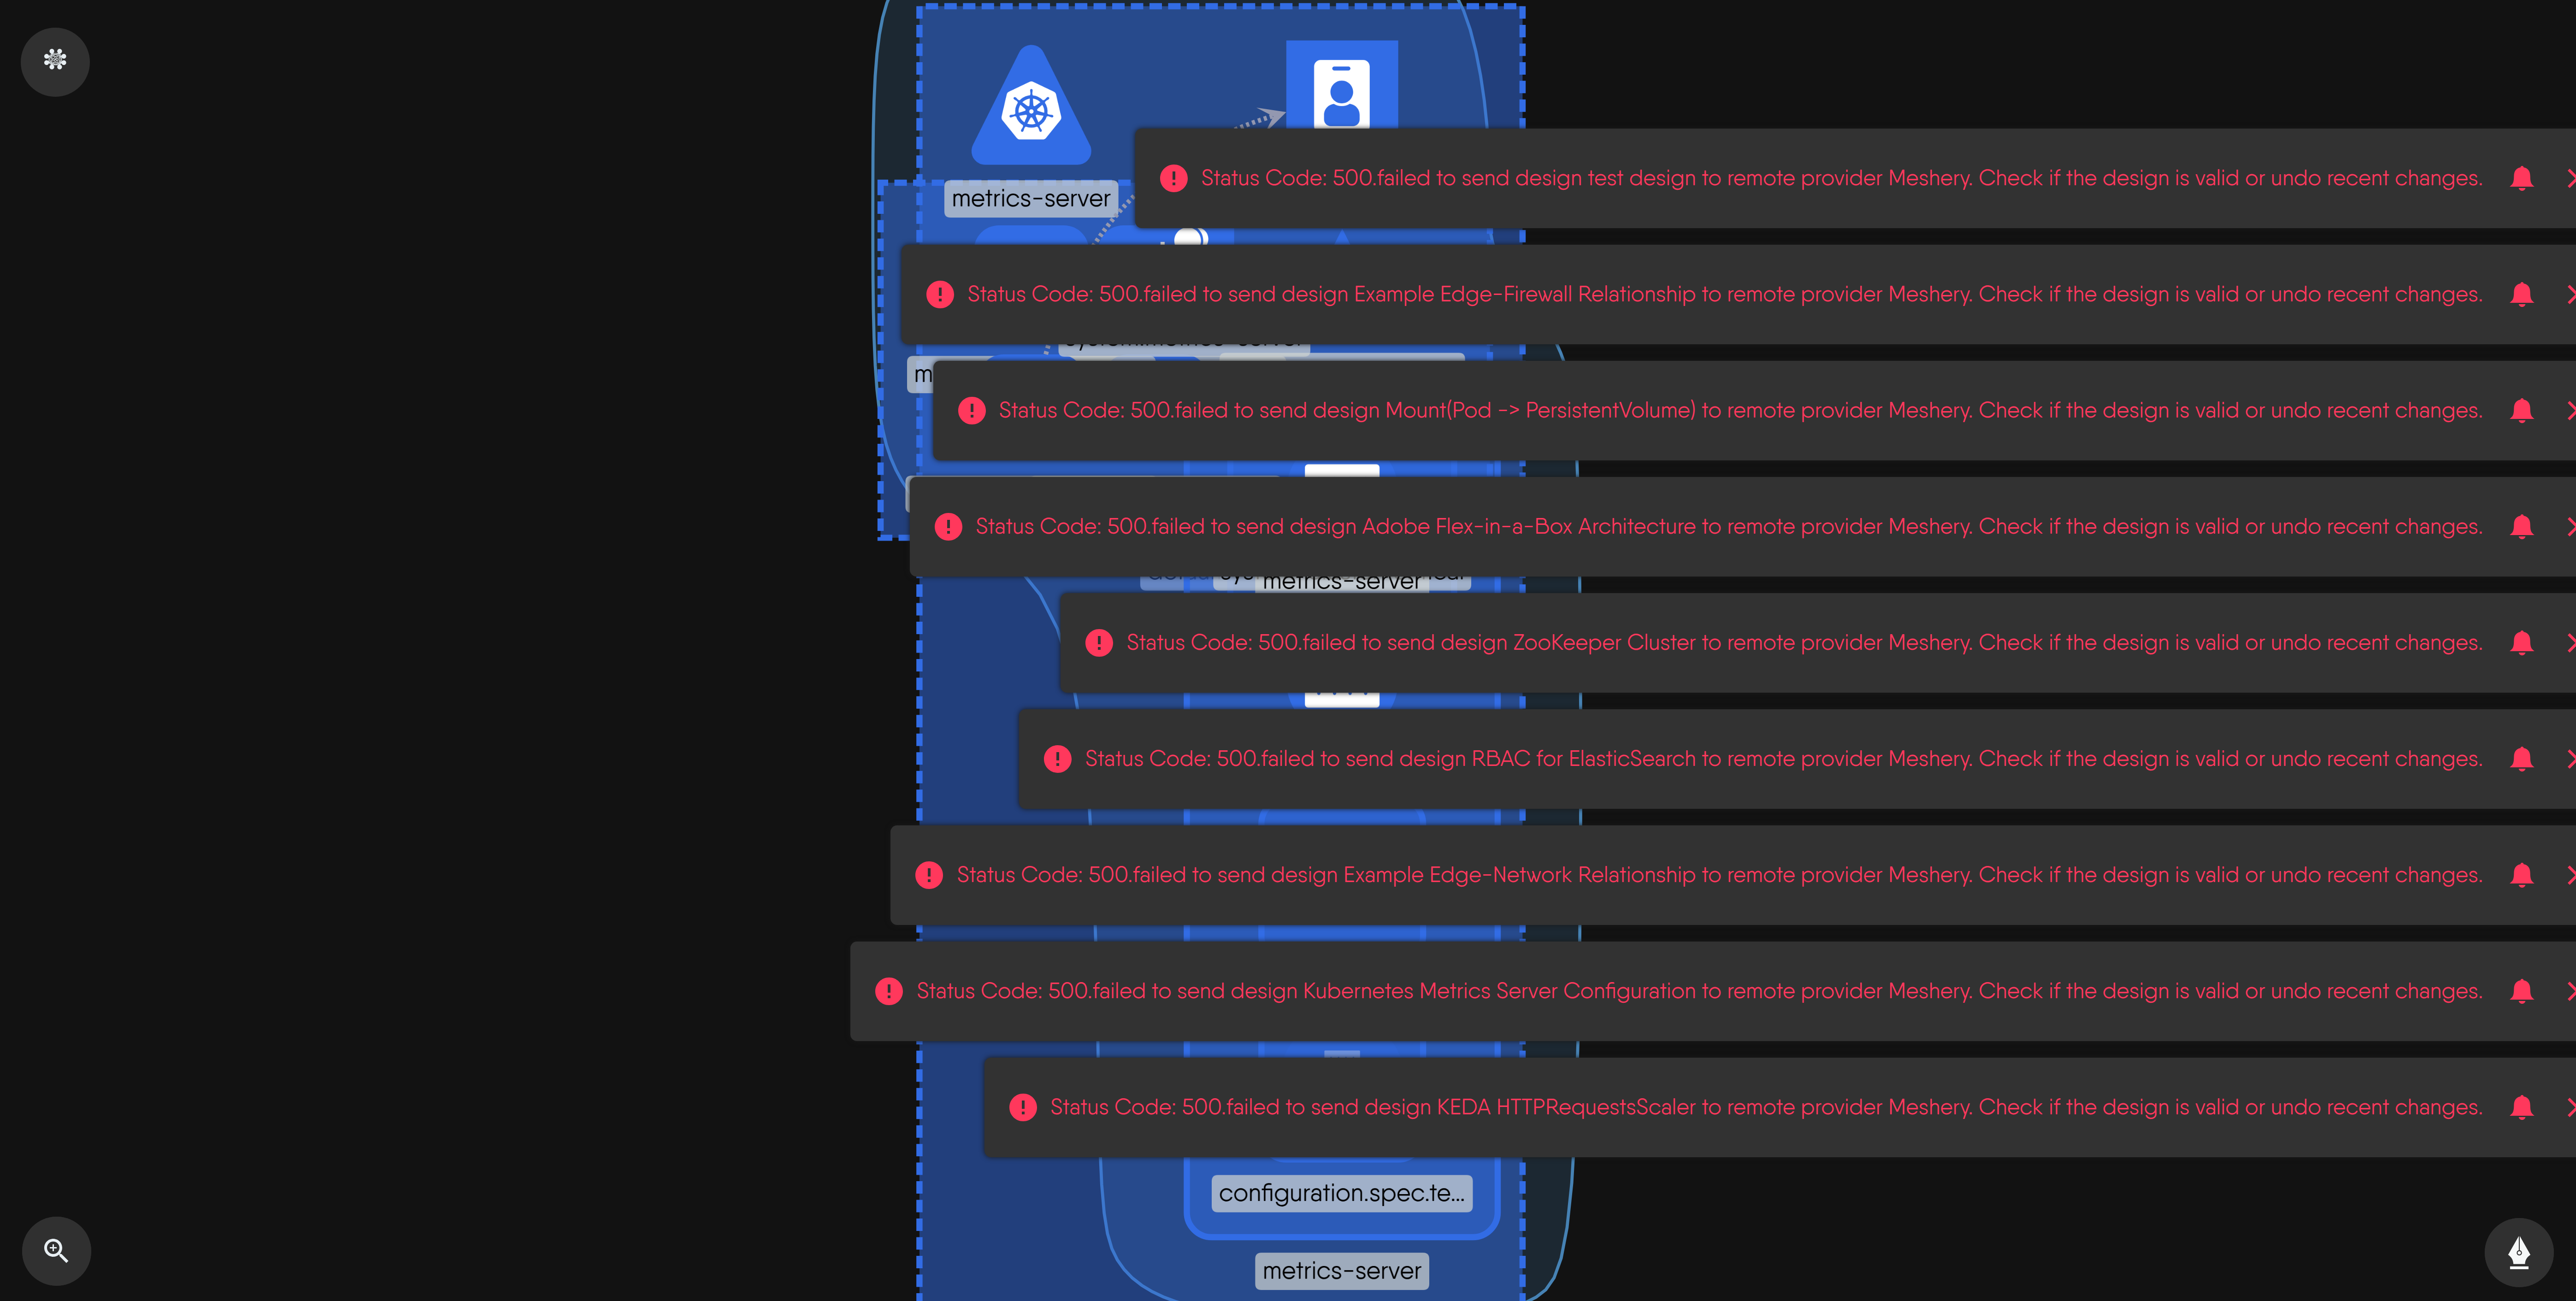 metrics-server
Status Code: 500.failed to send design test design to remote provider Meshery. Check if the design is valid or undo recent changes.
Status Code: 500.failed to send design Example Edge-Firewall Relationship to remote provider Meshery. Check if the design is valid or undo recent changes.
m
Status Code: 500.failed to send design Mount(Pod -> PersistentVolume) to remote provider Meshery. Check if the design is valid or undo recent changes.
Status Code: 500.failed to send design Adobe Flex-in-a-Box Architecture to remote provider Meshery. Check if the design is valid or undo recent changes.
metrics-server
Status Code: 500.failed to send design ZooKeeper Cluster to remote provider Meshery. Check if the design is valid or undo recent changes.
Status Code: 500.failed to send design RBAC for ElasticSearch to remote provider Meshery. Check if the design is valid or undo recent changes.
Status Code: 500.failed to send design Example Edge-Network Relationship to remote provider Meshery. Check if the design is valid or undo recent changes.
Status Code: 500.failed to send design Kubernetes Metrics Server Configuration to remote provider Meshery. Check if the design is valid or undo recent changes.
Status Code: 500.failed to send design KEDA HTTPRequestsScaler to remote provider Meshery. Check if the design is valid or undo recent changes.
configuration.spec.te...
metrics-server